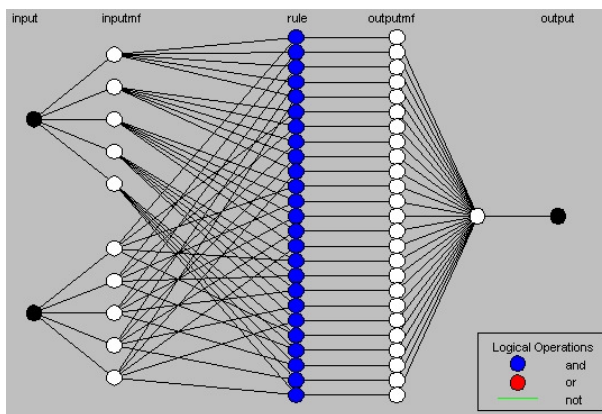 input inputmf rule outputmf output
Logical Operations
and
or
not